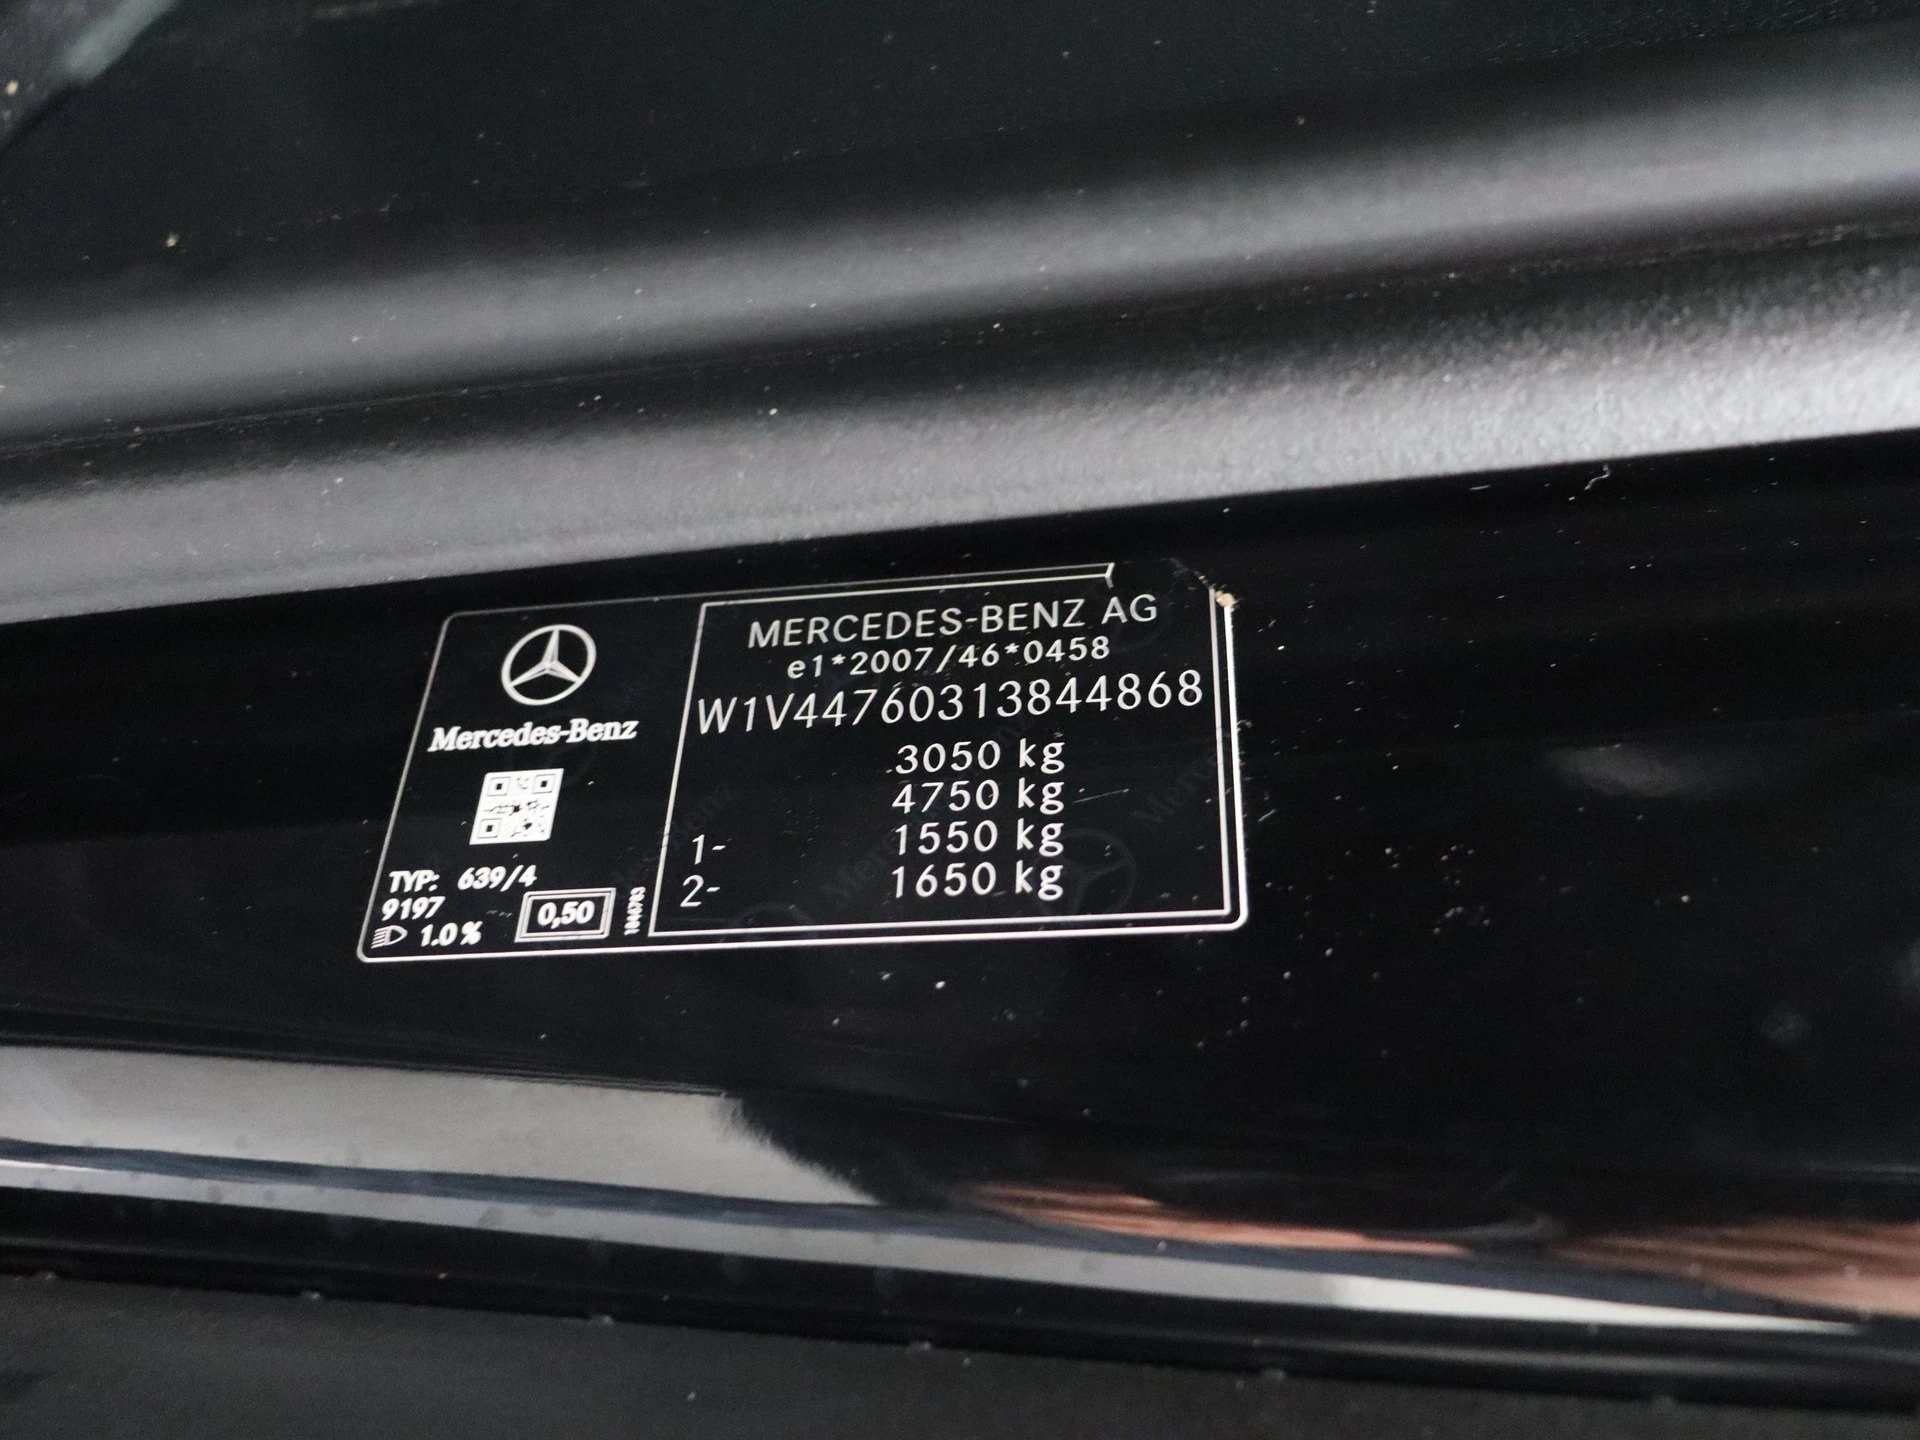 Mercedes-Benz
TYP: 639/4
9197
1.0%
0,50
1046783
MERCEDES-BENZ AG
e1*2007/46*0458
W1V44760313844868
3050 kg
4750 kg
1- 1550 kg
2- 1650 kg